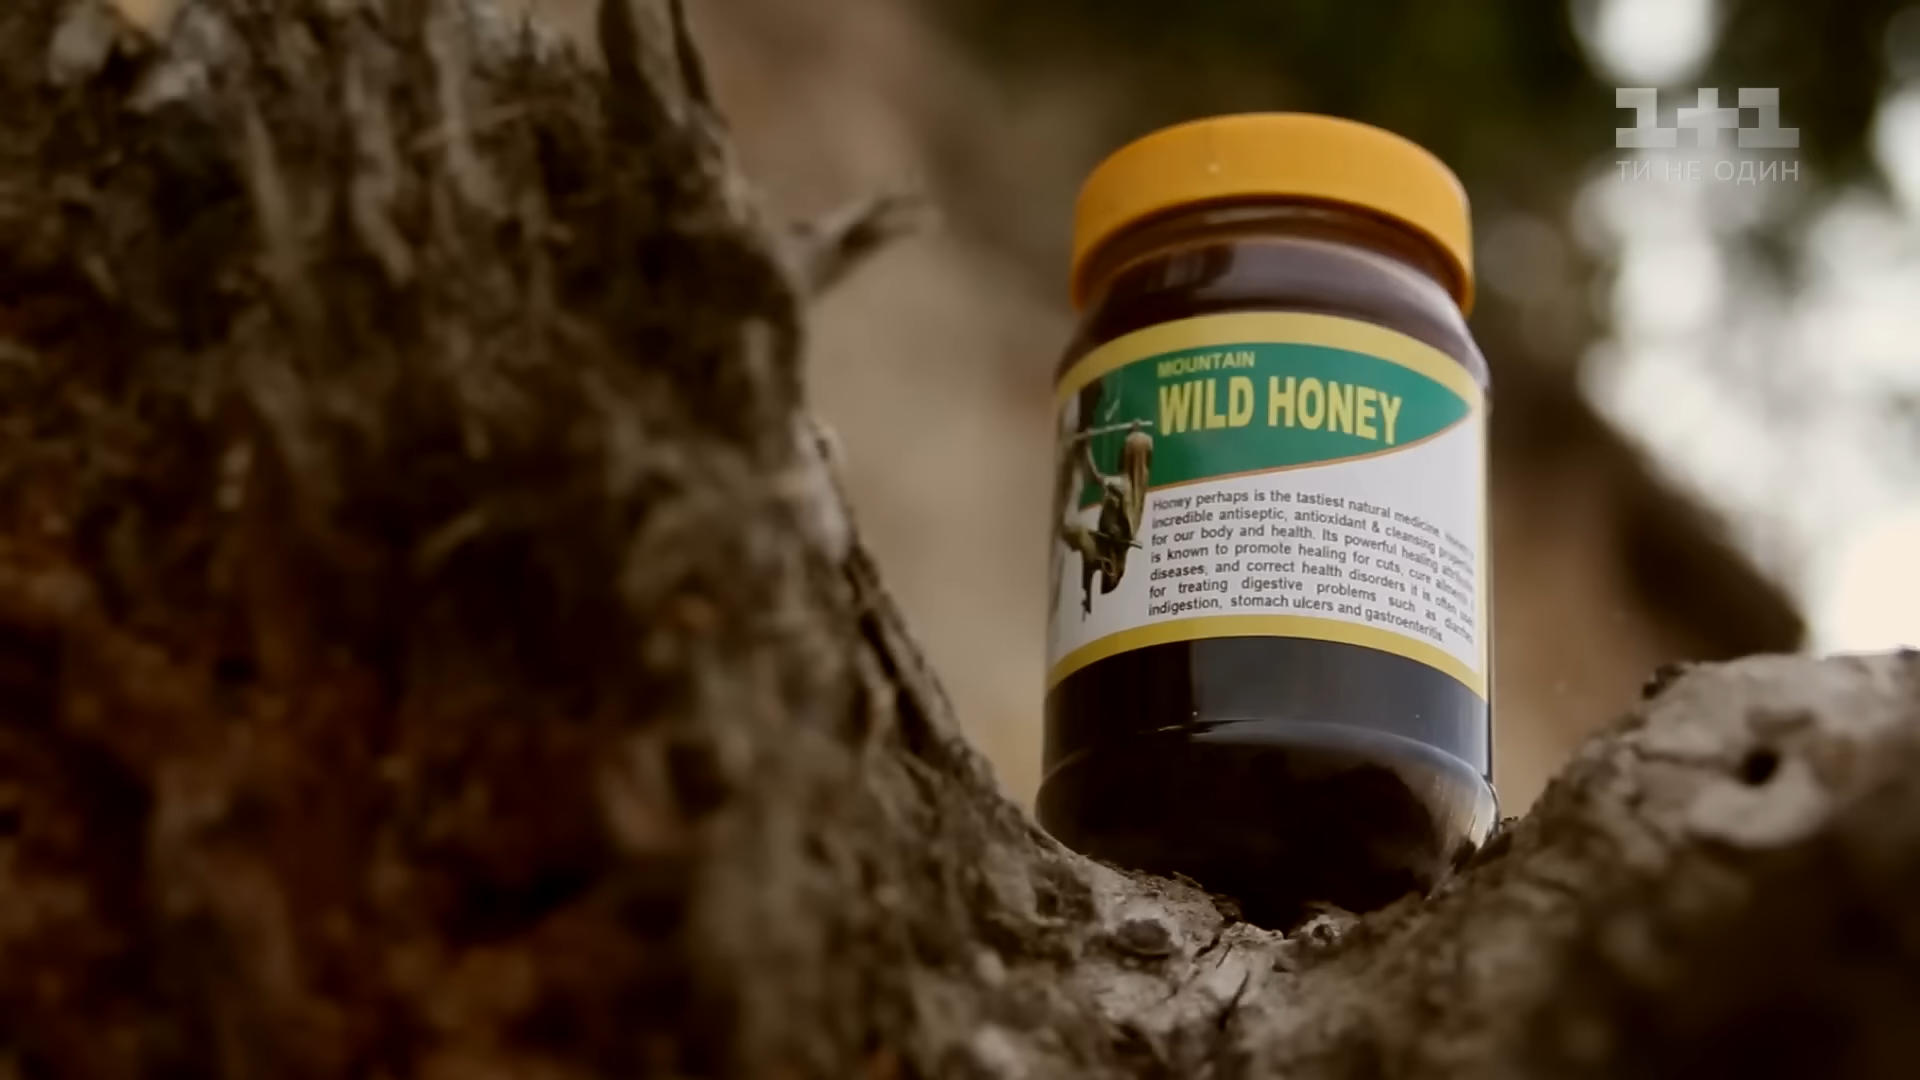 1+1
ТИ НЕ ОДИН
MOUNTAIN
WILD HONEY
Honey perhaps is the tastiest natural medicine.
incredible antiseptic, antioxidant & cleansing
for our body and health. Its powerful healing
is known to promote healing for cuts, cure
diseases, and correct health disorders it is often
for treating digestive problems such as
indigestion, stomach ulcers and gastroenteritis.